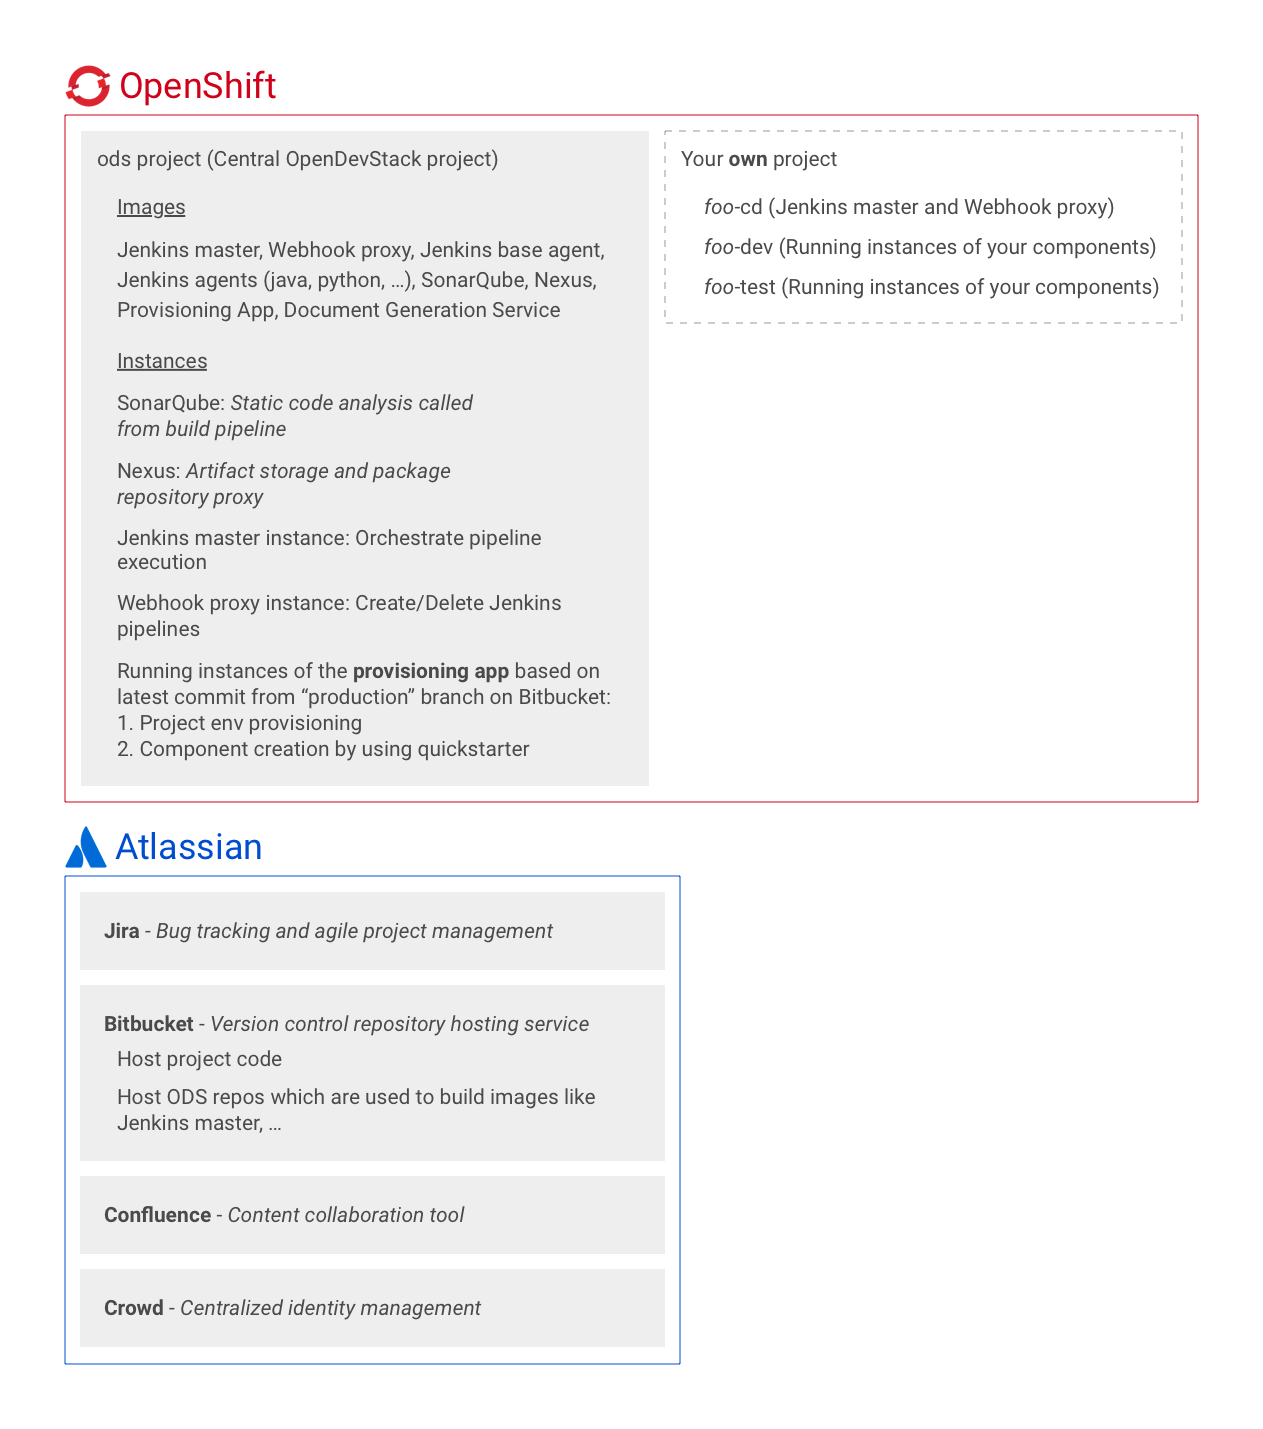 OpenShift
ods project (Central OpenDevStack project)
Images
Jenkins master, Webhook proxy, Jenkins base agent,
Jenkins agents (java, python, …), SonarQube, Nexus,
Provisioning App, Document Generation Service
Instances
SonarQube: Static code analysis called
from build pipeline
Nexus: Artifact storage and package
repository proxy
Jenkins master instance: Orchestrate pipeline
execution
Webhook proxy instance: Create/Delete Jenkins
pipelines
Running instances of the provisioning app based on
latest commit from “production” branch on Bitbucket:
1. Project env provisioning
2. Component creation by using quickstarter
Your own project
foo-cd (Jenkins master and Webhook proxy)
foo-dev (Running instances of your components)
foo-test (Running instances of your components)
Atlassian
Jira - Bug tracking and agile project management
Bitbucket - Version control repository hosting service
Host project code
Host ODS repos which are used to build images like
Jenkins master, …
Confluence - Content collaboration tool
Crowd - Centralized identity management